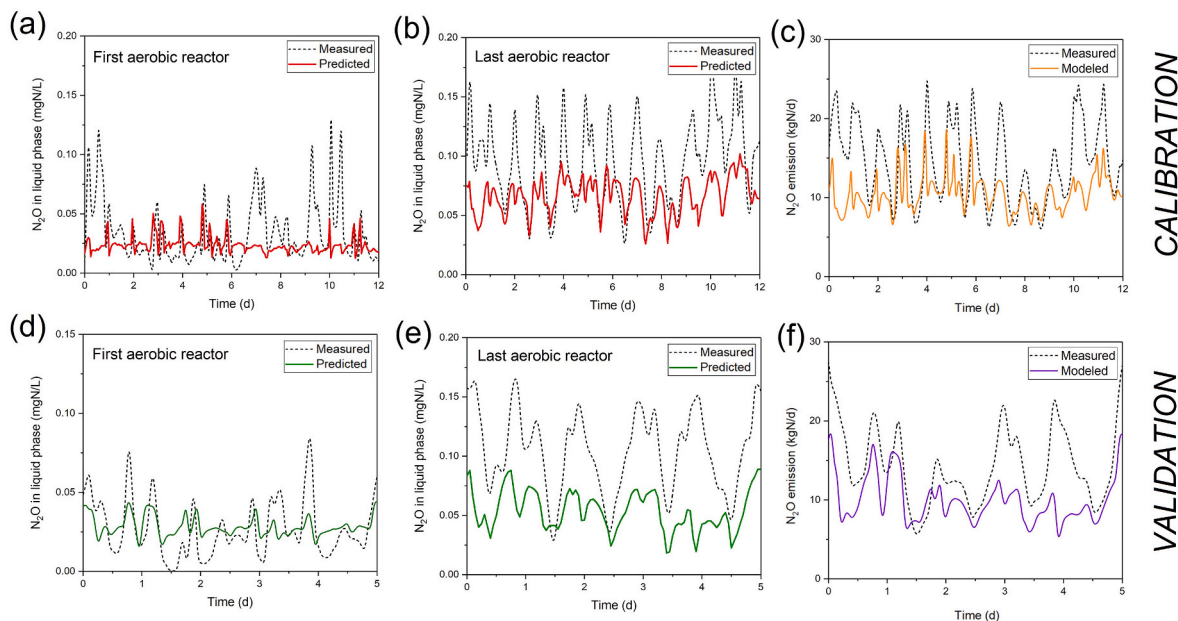 (a)
0.20
0.15
0.10
0.05
0.00
N₂O in liquid phase (mgN/L)
First aerobic reactor
Measured
Predicted
0 2 4 6 8 10 12
Time (d)
(b)
0.20
0.15
0.10
0.05
0.00
N₂O in liquid phase (mgN/L)
Last aerobic reactor
Measured
Predicted
0 2 4 6 8 10 12
Time (d)
(c)
30
20
10
0
N₂O emission (kgN/d)
Measured
Modeled
0 2 4 6 8 10 12
Time (d)
CALIBRATION
(d)
0.15
0.10
0.05
0.00
N₂O in liquid phase (mgN/L)
First aerobic reactor
Measured
Predicted
0 1 2 3 4 5
Time (d)
(e)
0.20
0.15
0.10
0.05
0.00
N₂O in liquid phase (mgN/L)
Last aerobic reactor
Measured
Predicted
0 1 2 3 4 5
Time (d)
(f)
30
20
10
0
N₂O emission (kgN/d)
Measured
Modeled
0 1 2 3 4 5
Time (d)
VALIDATION